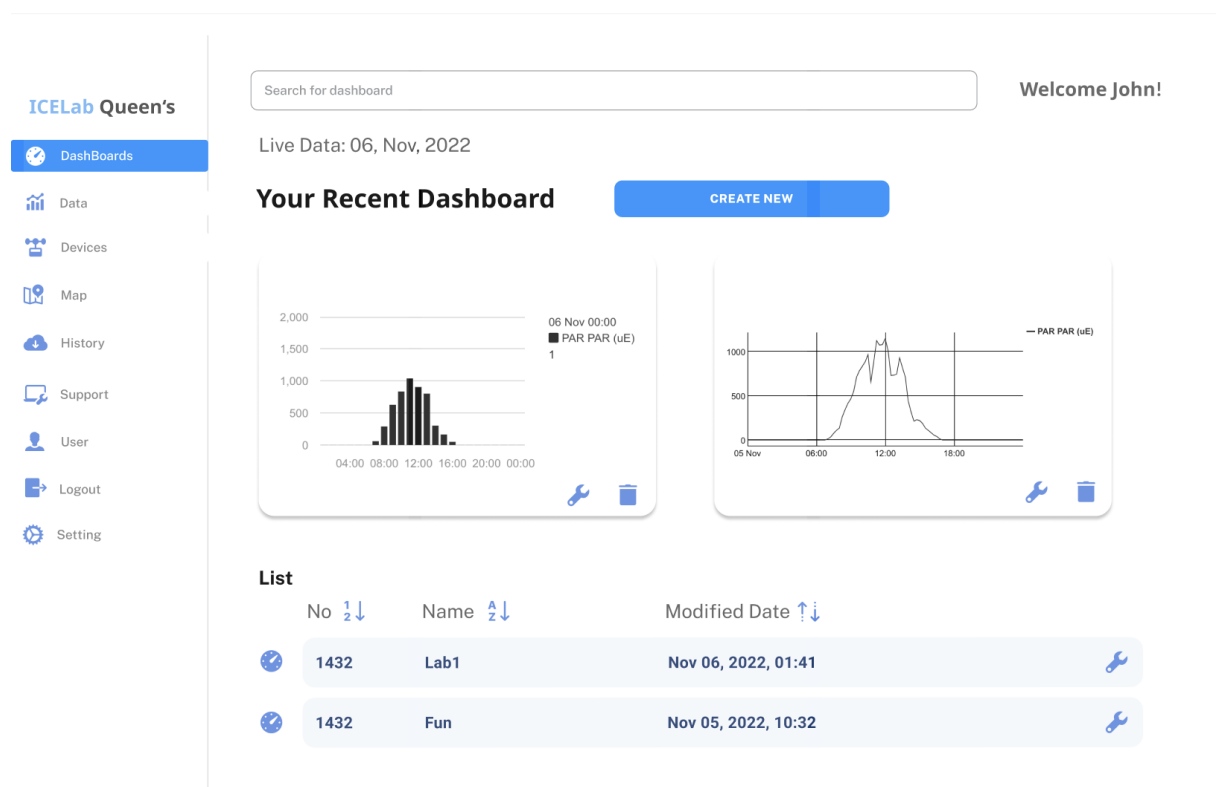 Search for dashboard
Welcome John!
ICELab Queen's
Live Data: 06, Nov, 2022
DashBoards
Data
Devices
Map
History
Support
User
Logout
Setting
Your Recent Dashboard
CREATE NEW
2,000
1,500
1,000
500
0
04:00 08:00 12:00 16:00 20:00 00:00
06 Nov 00:00
PAR PAR (uE)
1
PAR PAR (uE)
1000
500
0
05 Nov 06:00 12:00 18:00
List
No 1 2 Name A Z Modified Date
1432 Lab1 Nov 06, 2022, 01:41
1432 Fun Nov 05, 2022, 10:32